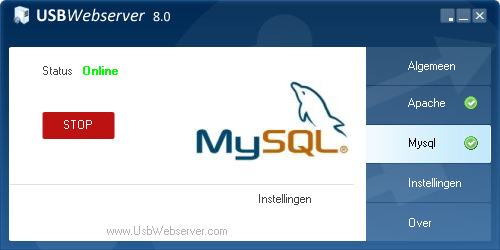 USBWebserver 8.0
Status Online
STOP
MySQL®
Instellingen
www.UsbWebserver.com
Algemeen
Apache
Mysql
Instellingen
Over